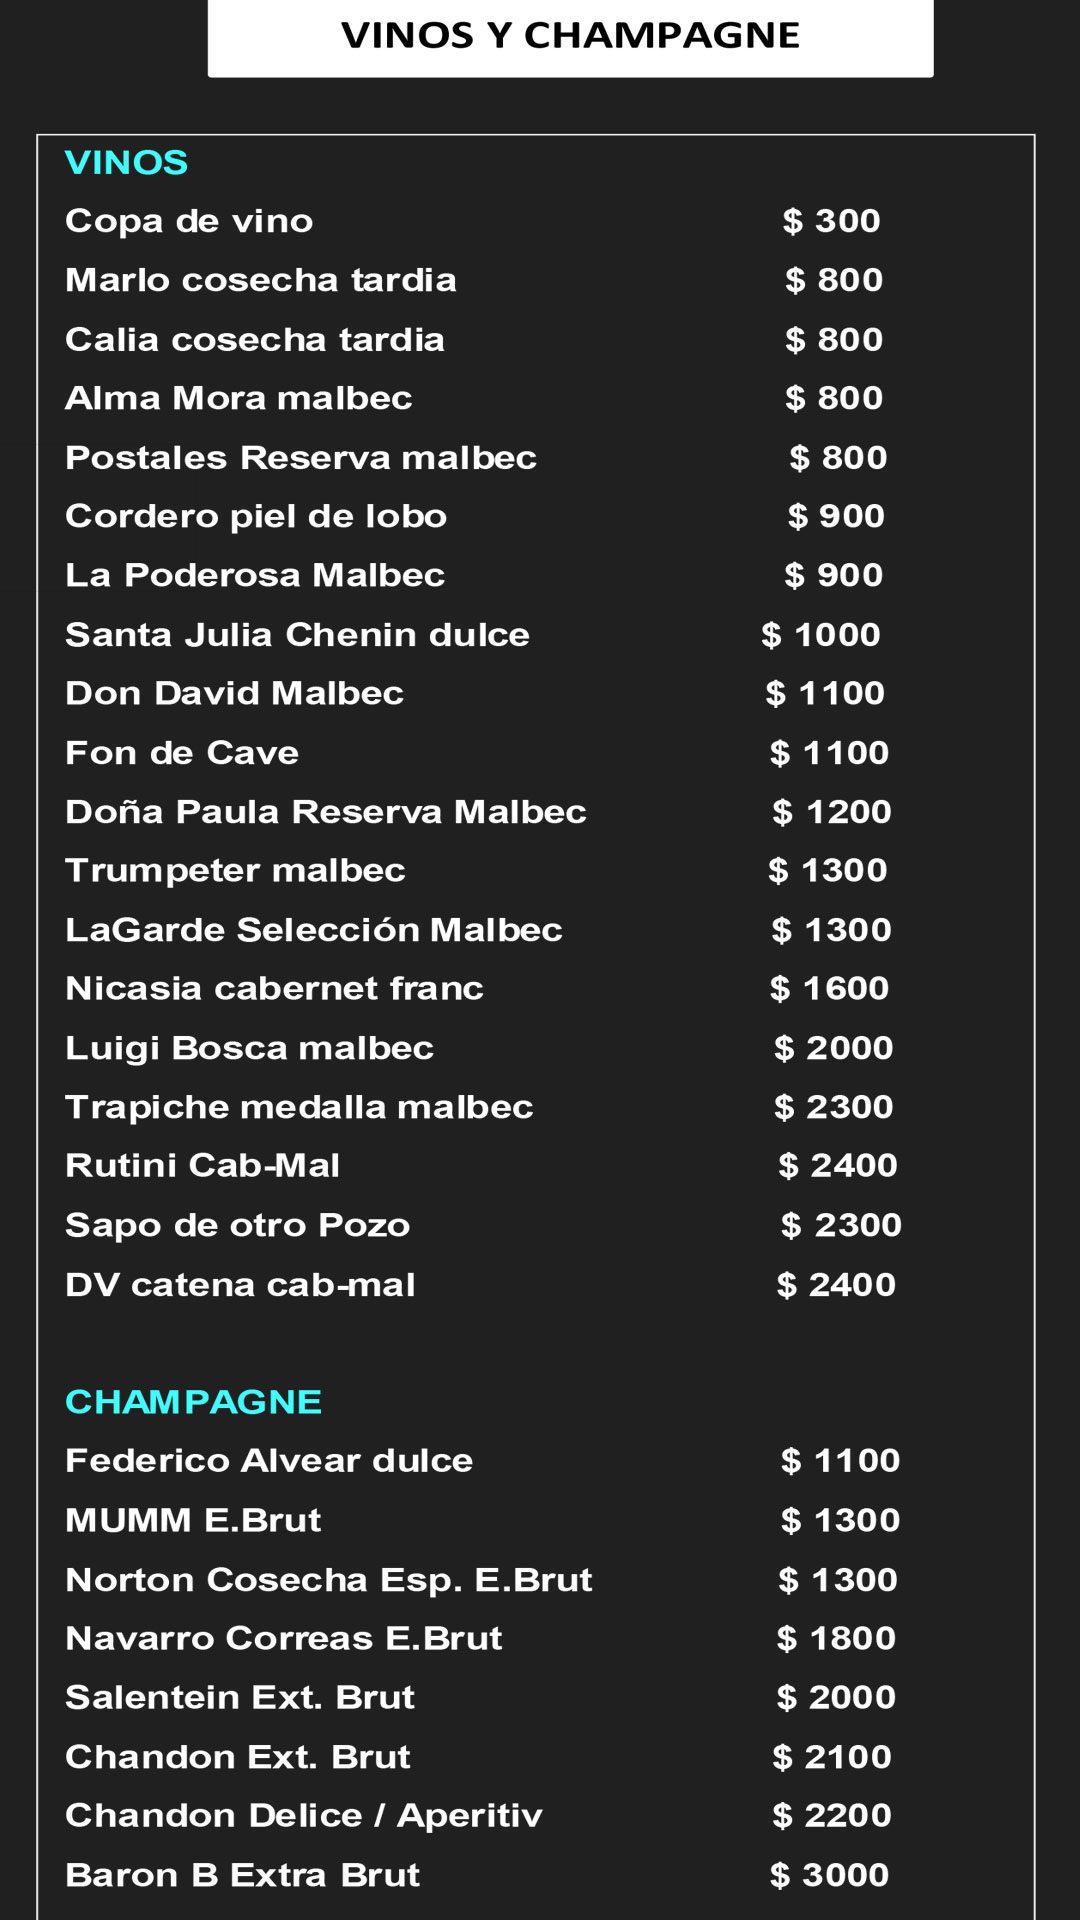 VINOS Y CHAMPAGNE
VINOS
Copa de vino $ 300
Marlo cosecha tardia $ 800
Calia cosecha tardia $ 800
Alma Mora malbec $ 800
Postales Reserva malbec $ 800
Cordero piel de lobo $ 900
La Poderosa Malbec $ 900
Santa Julia Chenin dulce $ 1000
Don David Malbec $ 1100
Fon de Cave $ 1100
Doña Paula Reserva Malbec $ 1200
Trumpeter malbec $ 1300
LaGarde Selección Malbec $ 1300
Nicasia cabernet franc $ 1600
Luigi Bosca malbec $ 2000
Trapiche medalla malbec $ 2300
Rutini Cab-Mal $ 2400
Sapo de otro Pozo $ 2300
DV catena cab-mal $ 2400
CHAMPAGNE
Federico Alvear dulce $ 1100
MUMM E.Brut $ 1300
Norton Cosecha Esp. E.Brut $ 1300
Navarro Correas E.Brut $ 1800
Salentein Ext. Brut $ 2000
Chandon Ext. Brut $ 2100
Chandon Delice / Aperitiv $ 2200
Baron B Extra Brut $ 3000